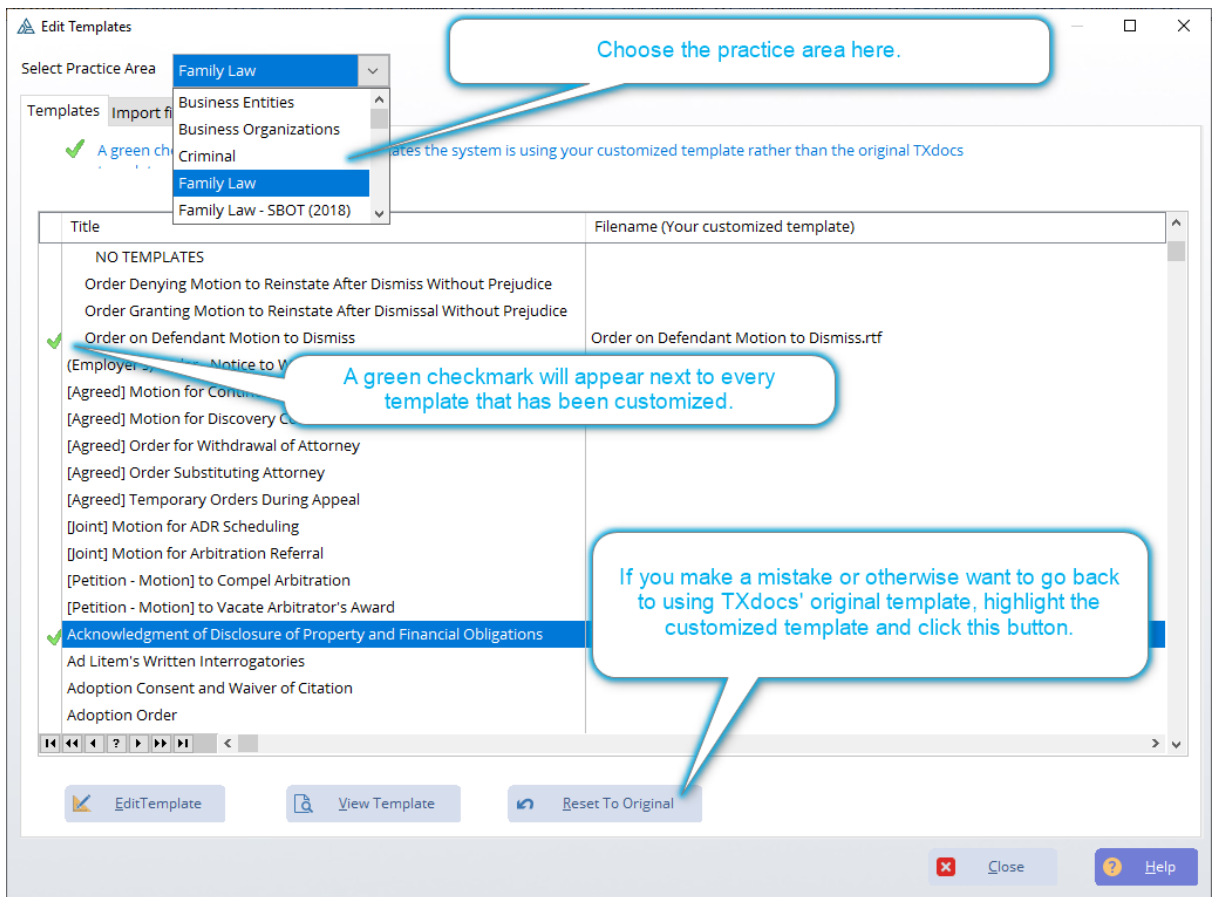 Edit Templates
Choose the practice area here.
Select Practice Area Family Law
Business Entities
Business Organizations
Criminal
Family Law
Family Law - SBOT (2018)
Templates Import
A green ates the system is using your customized template rather than the original TXdocs
Title Filename (Your customized template)
NO TEMPLATES
Order Denying Motion to Reinstate After Dismiss Without Prejudice
Order Granting Motion to Reinstate After Dismissal Without Prejudice
Order on Defendant Motion to Dismiss Order on Defendant Motion to Dismiss.rtf
(Employer's) Notice to
A green checkmark will appear next to every
template that has been customized.
[Agreed] Motion for
[Agreed] Motion for Discovery
[Agreed] Order for Withdrawal of Attorney
[Agreed] Order Substituting Attorney
[Agreed] Temporary Orders During Appeal
[Joint] Motion for ADR Scheduling
[Joint] Motion for Arbitration Referral
[Petition - Motion] to Compel Arbitration
[Petition - Motion] to Vacate Arbitrator's Award
Acknowledgment of Disclosure of Property and Financial Obligations
Ad Litem's Written Interrogatories
Adoption Consent and Waiver of Citation
Adoption Order
If you make a mistake or otherwise want to go back
to using TXdocs' original template, highlight the
customized template and click this button.
EditTemplate View Template Reset To Original
Close Help